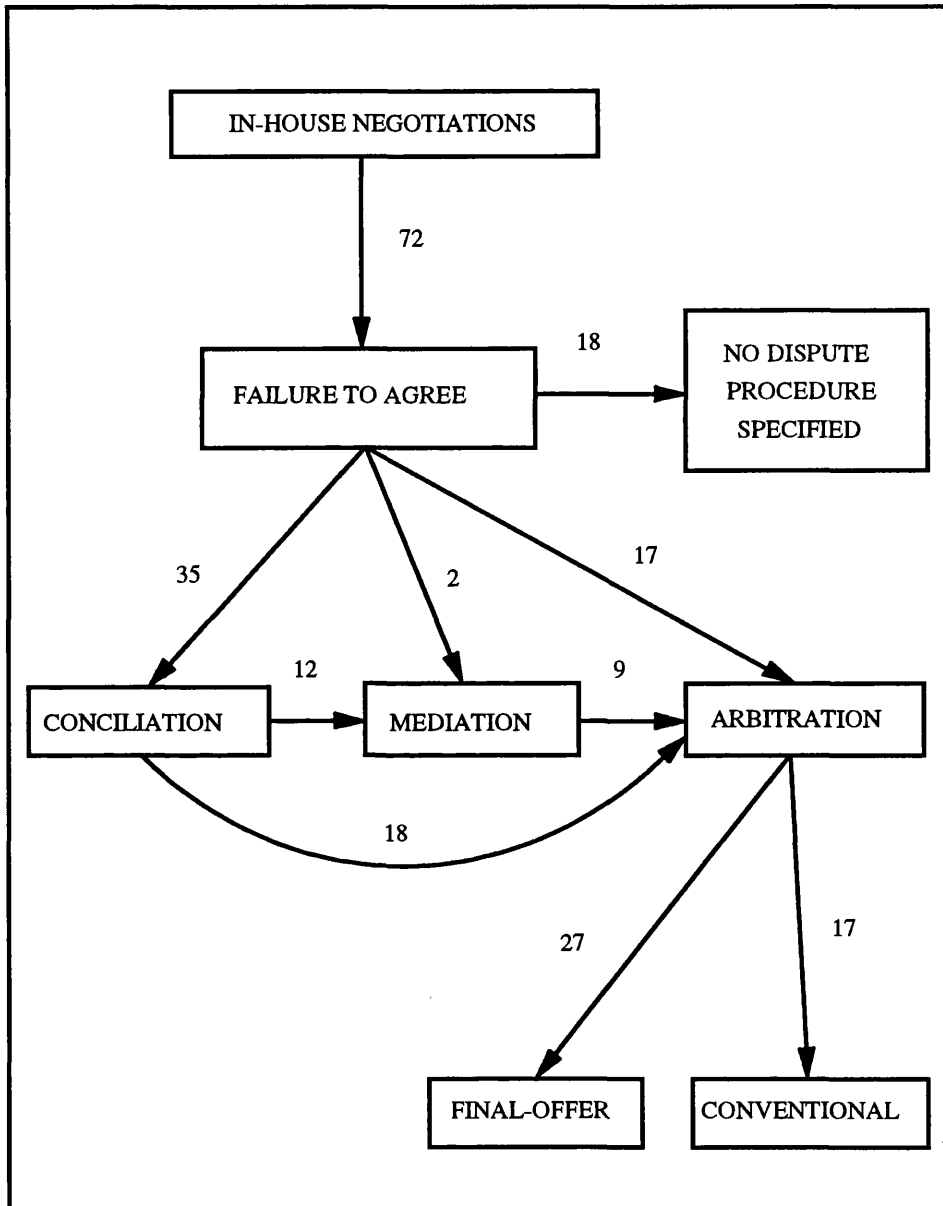 IN-HOUSE NEGOTIATIONS
72
18
NO DISPUTE
PROCEDURE
SPECIFIED
FAILURE TO AGREE
35
2
17
12
9
CONCILIATION
MEDIATION
ARBITRATION
18
27
17
FINAL-OFFER
CONVENTIONAL